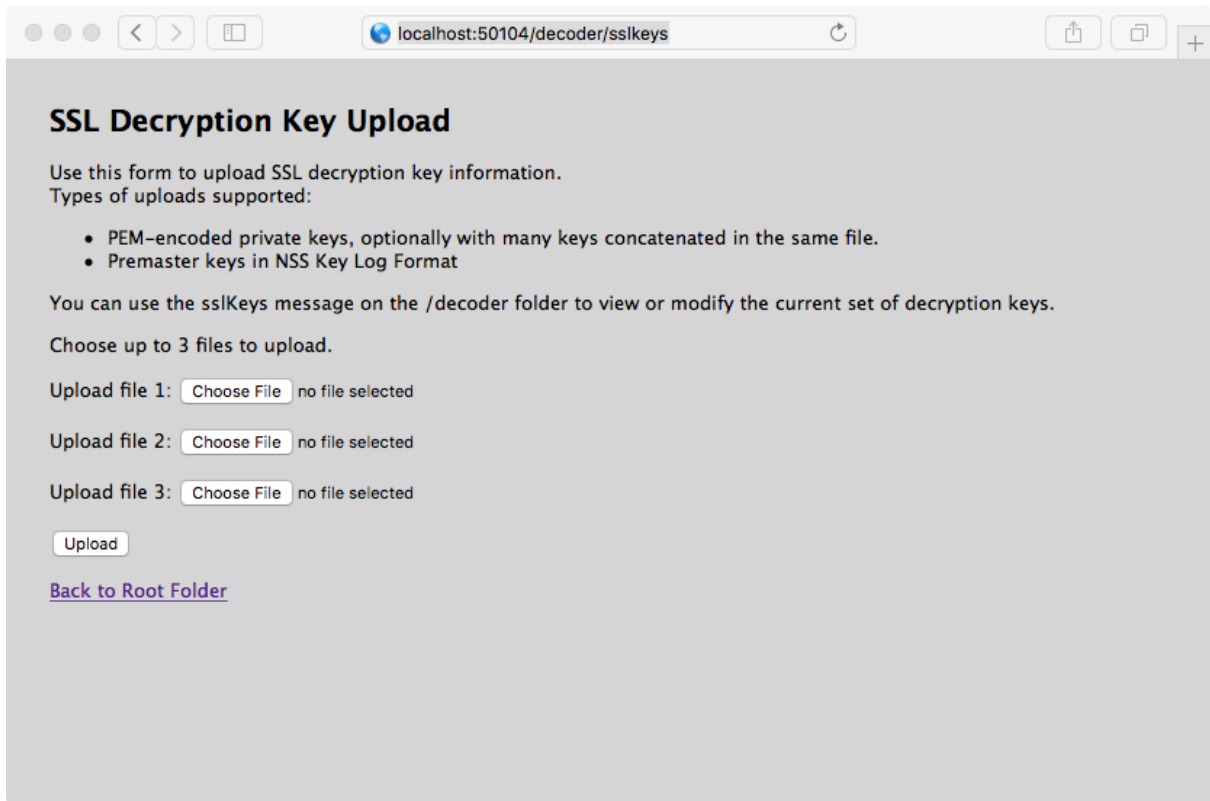 localhost:50104/decoder/sslkeys
SSL Decryption Key Upload
Use this form to upload SSL decryption key information.
Types of uploads supported:
• PEM-encoded private keys, optionally with many keys concatenated in the same file.
• Premaster keys in NSS Key Log Format
You can use the sslKeys message on the /decoder folder to view or modify the current set of decryption keys.
Choose up to 3 files to upload.
Upload file 1: Choose File no file selected
Upload file 2: Choose File no file selected
Upload file 3: Choose File no file selected
Upload
Back to Root Folder